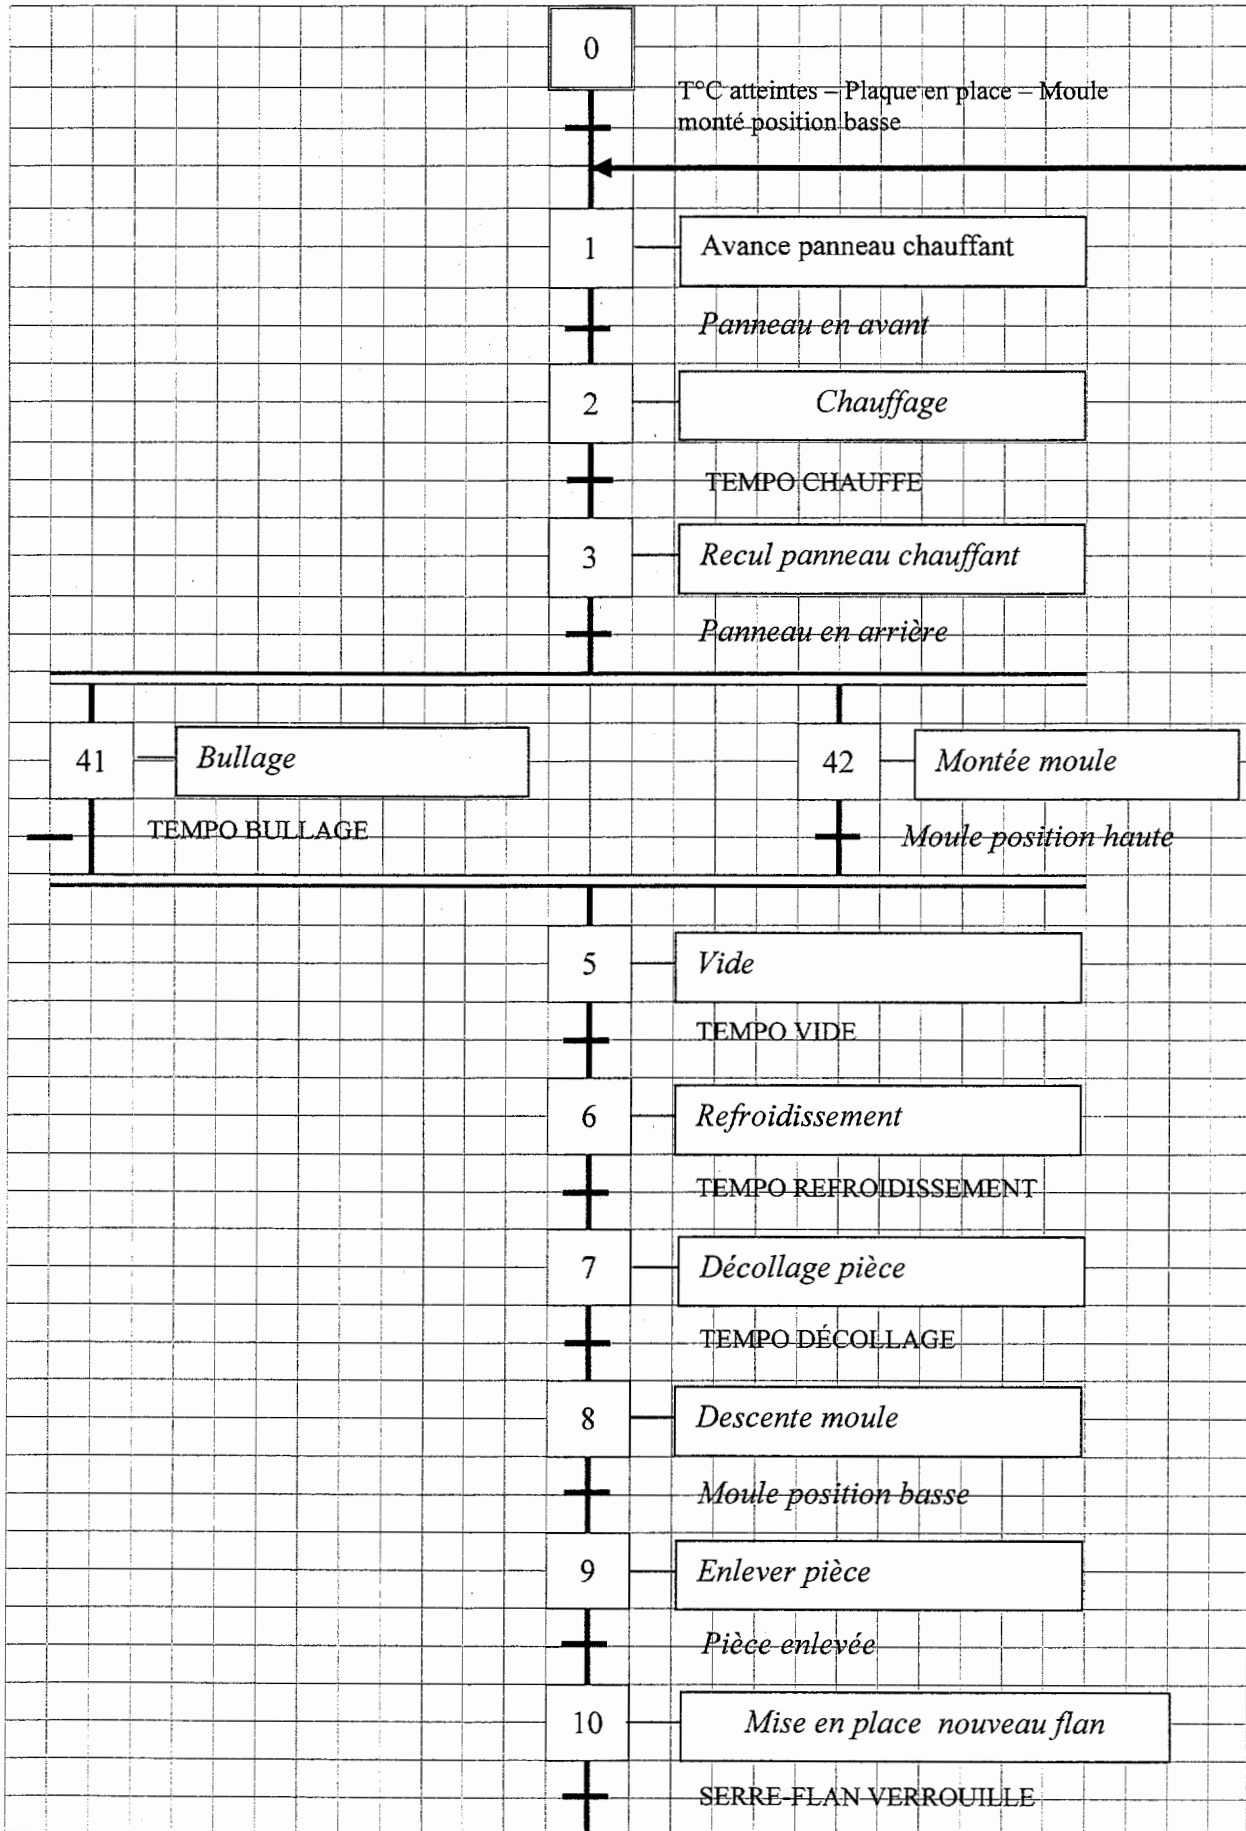 0
T°C atteintes – Plaque en place – Moule
monté position basse
1
Avance panneau chauffant
Panneau en avant
2
Chauffage
TEMPO CHAUFFE
3
Recul panneau chauffant
Panneau en arrière
41
Bullage
42
Montée moule
TEMPO BULLAGE
Moule position haute
5
Vide
TEMPO VIDE
6
Refroidissement
TEMPO REFROIDISSEMENT
7
Décollage pièce
TEMPO DÉCOLLAGE
8
Descente moule
Moule position basse
9
Enlever pièce
Pièce enlevée
10
Mise en place nouveau flan
SERRE-FLAN VERROUILLE